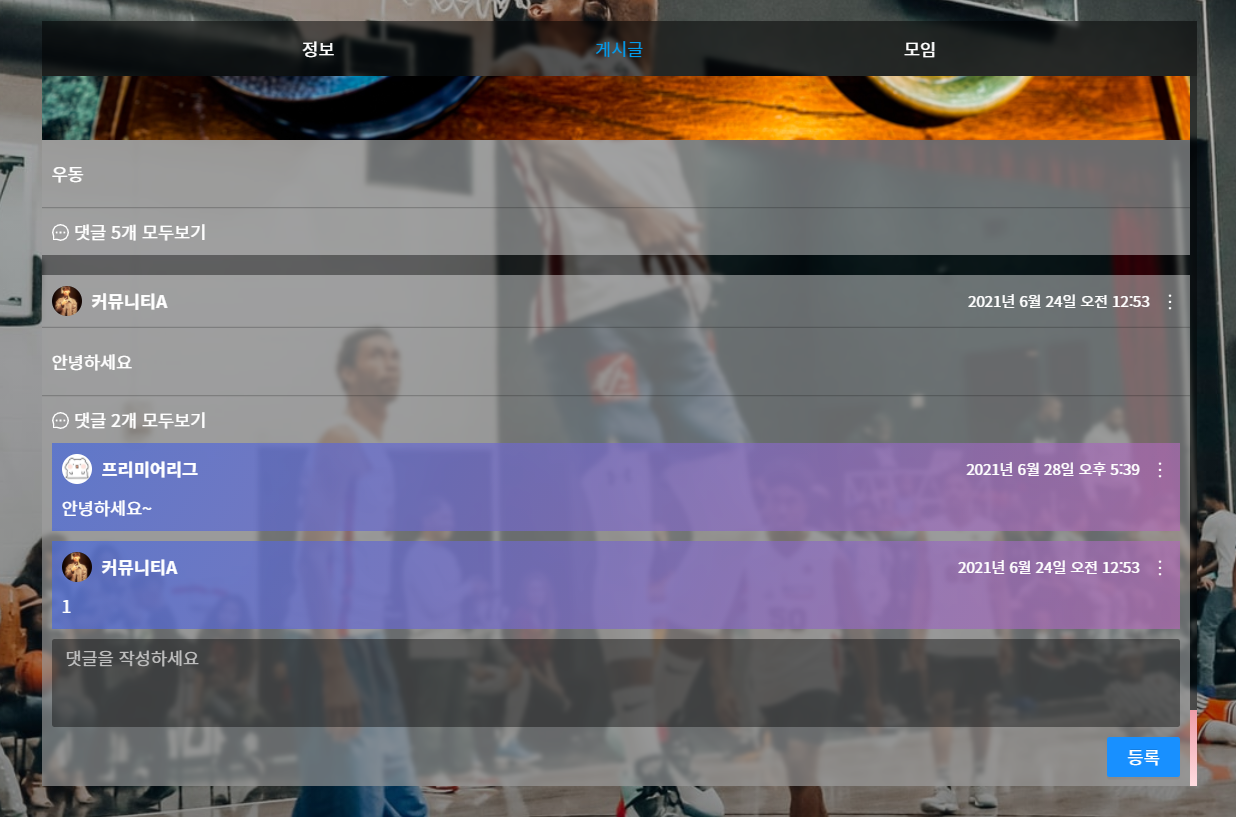 정보 게시글 모임
우동
댓글 5개 모두보기
커뮤니티A 2021년 6월 24일 오전 12:53
안녕하세요
댓글 2개 모두보기
프리미어리그 2021년 6월 28일 오후 5:39
안녕하세요~
커뮤니티A 2021년 6월 24일 오전 12:53
1
댓글을 작성하세요
등록